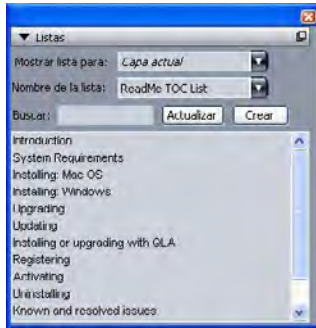 Listas
Mostrar lista para: Capa actual
Nombre de la lista: ReadMe TOC List
Buscar: Actualizar Crear
Introduction
System Requirements
Installing: Mac OS
Installing: Windows
Upgrading
Updating
Installing or upgrading with QLA
Registering
Activating
Uninstalling
Known and resolved issues